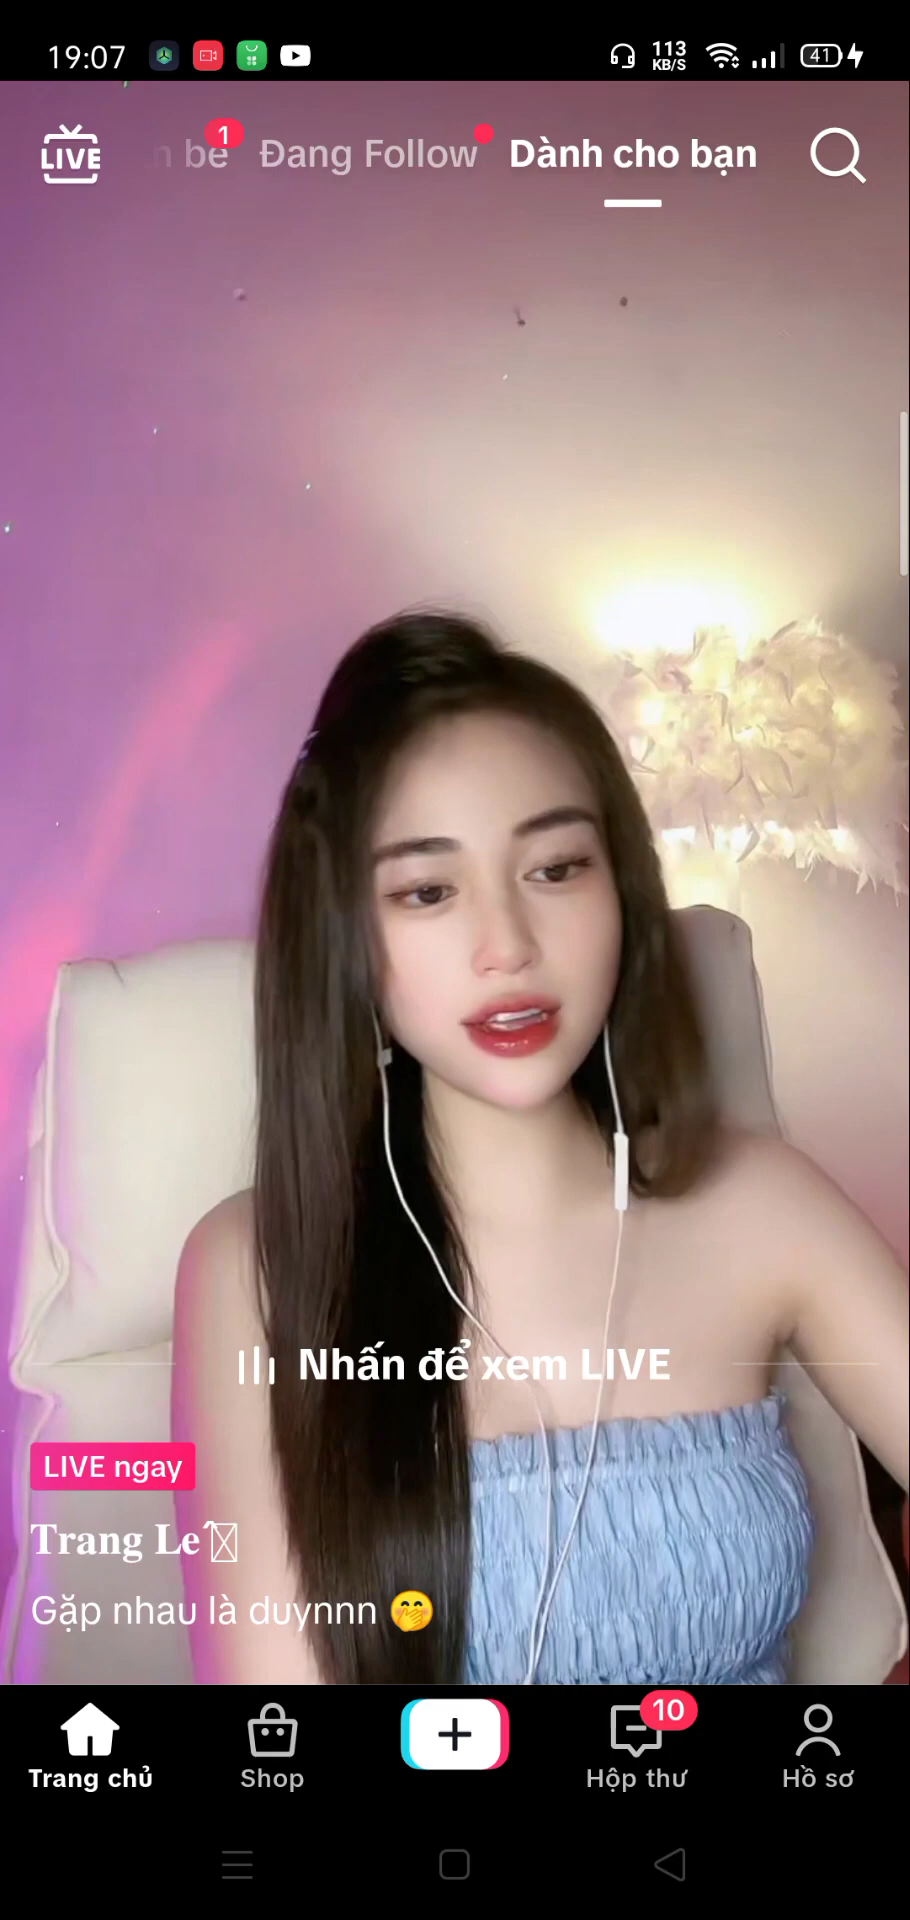 19:07
113
KB/S
41
LIVE
n bè
1
Đang Follow
Dành cho bạn
Nhấn để xem LIVE
LIVE ngay
Trang Lê
Gặp nhau là duynnn 🤭
10
Trang chủ
Shop
Hộp thư
Hồ sơ